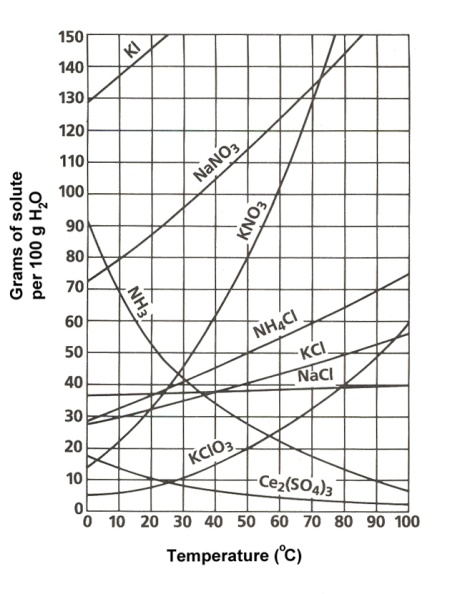 150
140
130
120
110
100
90
80
70
60
50
40
30
20
10
0
Grams of solute
per 100 g H₂O
KI
NaNO₃
KNO₃
NH₃
NH₄Cl
KCl
NaCl
KClO₃
Ce₂(SO₄)₃
0 10 20 30 40 50 60 70 80 90 100
Temperature (°C)